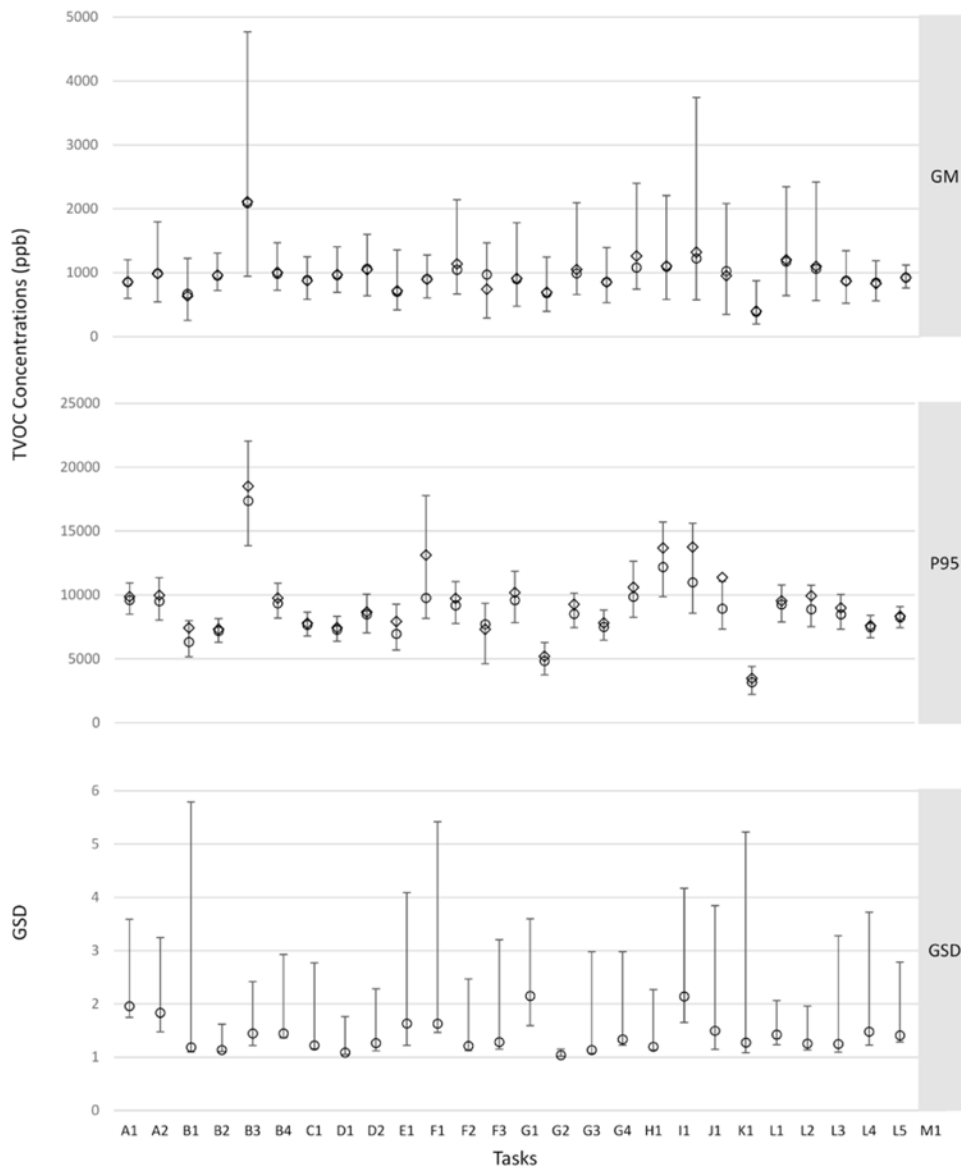 5000
4000
3000
2000
1000
0
GM
TVOC Concentrations (ppb)
25000
20000
15000
10000
5000
0
P95
6
5
4
3
2
1
0
GSD
GSD
A1 A2 B1 B2 B3 B4 C1 D1 D2 E1 F1 F2 F3 G1 G2 G3 G4 H1 I1 J1 K1 L1 L2 L3 L4 L5 M1
Tasks